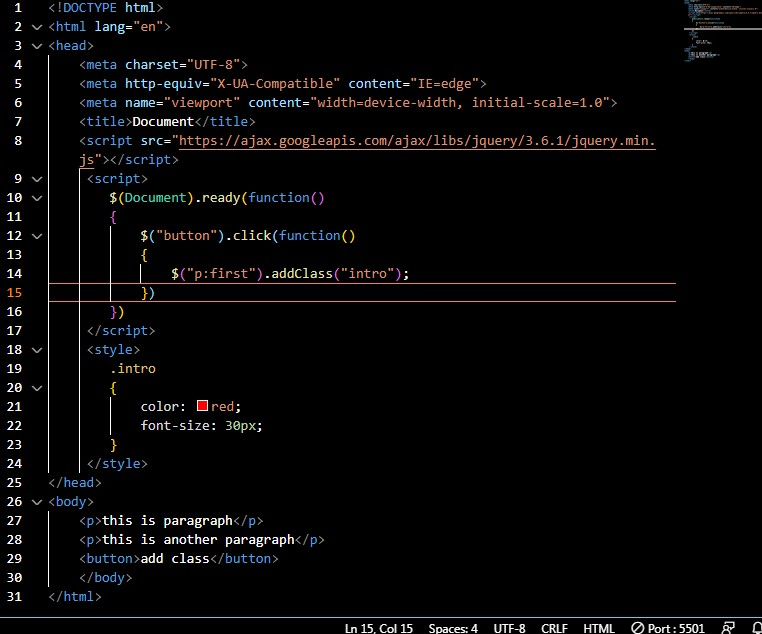 1 <!DOCTYPE html>
2 <html lang="en">
3 <head>
4 <meta charset="UTF-8">
5 <meta http-equiv="X-UA-Compatible" content="IE=edge">
6 <meta name="viewport" content="width=device-width, initial-scale=1.0">
7 <title>Document</title>
8 <script src="https://ajax.googleapis.com/ajax/libs/jquery/3.6.1/jquery.min.
js"></script>
9 <script>
10 $(Document).ready(function()
11 {
12 $("button").click(function()
13 {
14 $("p:first").addClass("intro");
15 })
16 })
17 </script>
18 <style>
19 .intro
20 {
21 color: red;
22 font-size: 30px;
23 }
24 </style>
25 </head>
26 <body>
27 <p>this is paragraph</p>
28 <p>this is another paragraph</p>
29 <button>add class</button>
30 </body>
31 </html>
Ln 15, Col 15 Spaces: 4 UTF-8 CRLF HTML Port : 5501